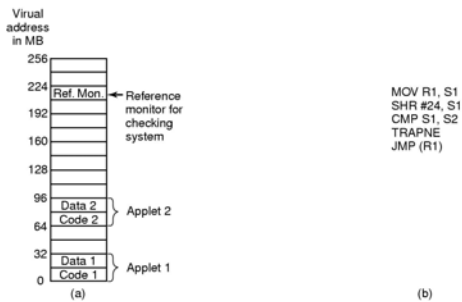 Virual
address
in MB
256
224
Ref. Mon.
Reference
monitor for
checking
system
192
160
128
96
Data 2
Code 2
Applet 2
64
32
Data 1
Code 1
Applet 1
0
(a)
MOV R1, S1
SHR #24, S1
CMP S1, S2
TRAPNE
JMP (R1)
(b)